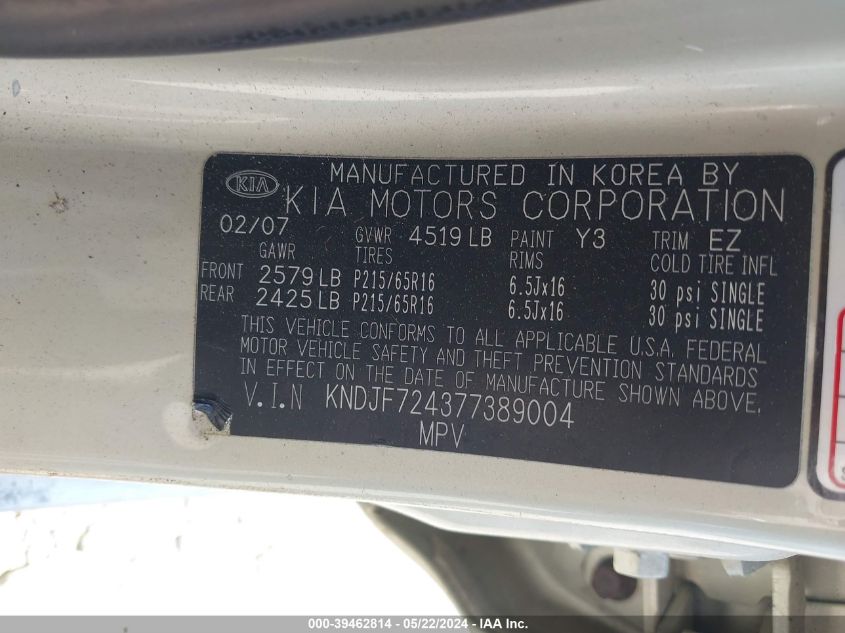 MANUFACTURED IN KOREA BY
KIA KIA MOTORS CORPORATION
02/07 GVWR 4519 LB PAINT Y3 TRIM EZ
GAWR TIRES RIMS COLD TIRE INFL
FRONT 2579 LB P215/65R16 6.5Jx16 30 psi SINGLE
REAR 2425 LB P215/65R16 6.5Jx16 30 psi SINGLE
THIS VEHICLE CONFORMS TO ALL APPLICABLE U.S.A. FEDERAL
MOTOR VEHICLE SAFETY AND THEFT PREVENTION STANDARDS
IN EFFECT ON THE DATE OF MANUFACTURE SHOWN ABOVE.
V.I.N KNDJF724377389004
MPV
000-39462814 - 05/22/2024 - IAA Inc.